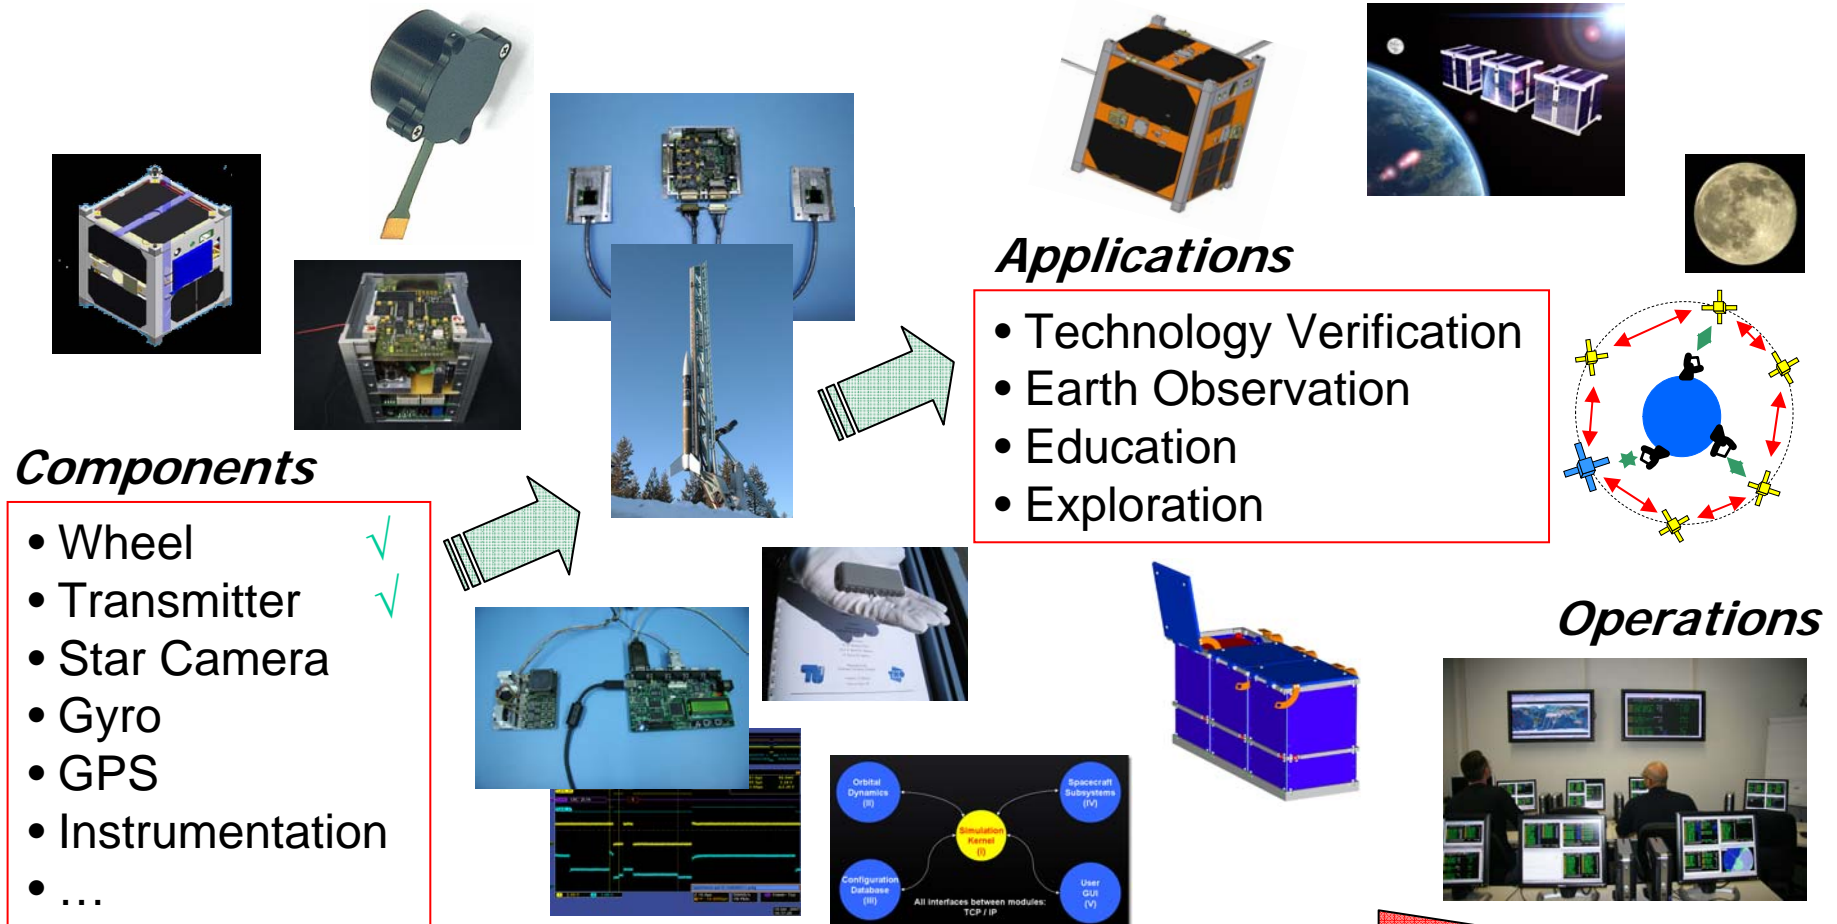 Applications
• Technology Verification
• Earth Observation
• Education
• Exploration
Components
• Wheel √
• Transmitter √
• Star Camera
• Gyro
• GPS
• Instrumentation
• ...
Operations
Orbital
Dynamics
(II)
Spacecraft
Subsystems
(IV)
Simulation
Kernel
(I)
Configuration
Database
(III)
User
GUI
(V)
All interfaces between modules:
TCP / IP